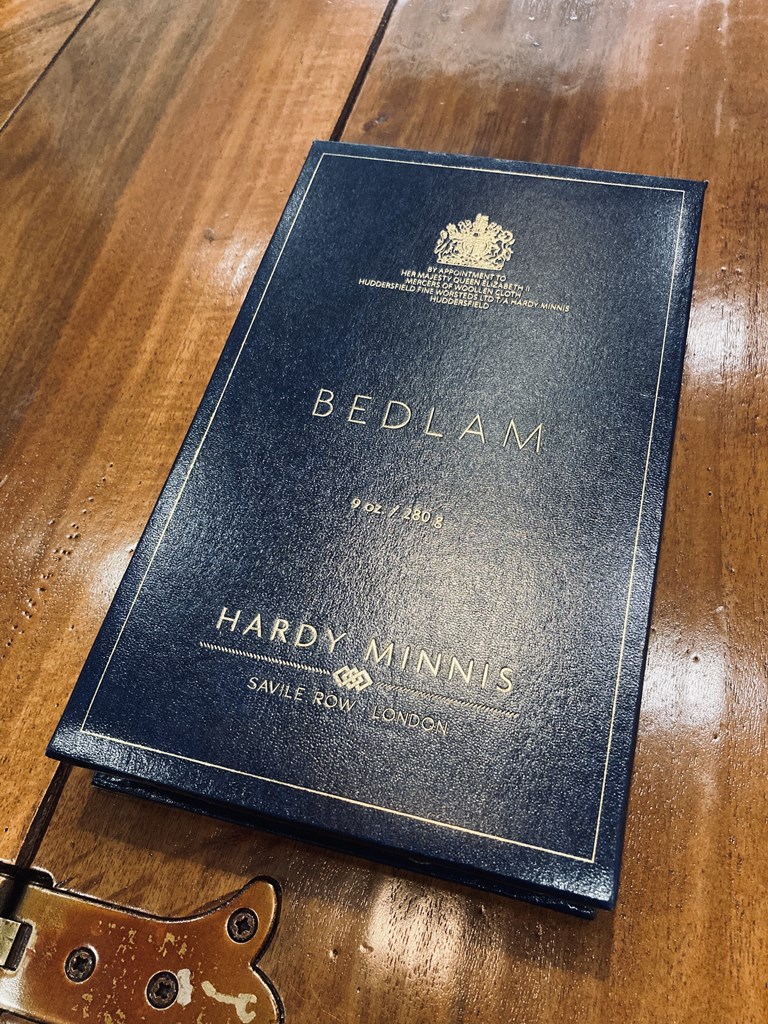 BY APPOINTMENT TO
HER MAJESTY QUEEN ELIZABETH II
MERCERS OF WOOLLEN CLOTH
HUDDERSFIELD FINE WORSTEDS LTD T/A HARDY MINNIS
HUDDERSFIELD
BEDLAM
9 oz. / 280 g
HARDY MINNIS
SAVILE ROW LONDON